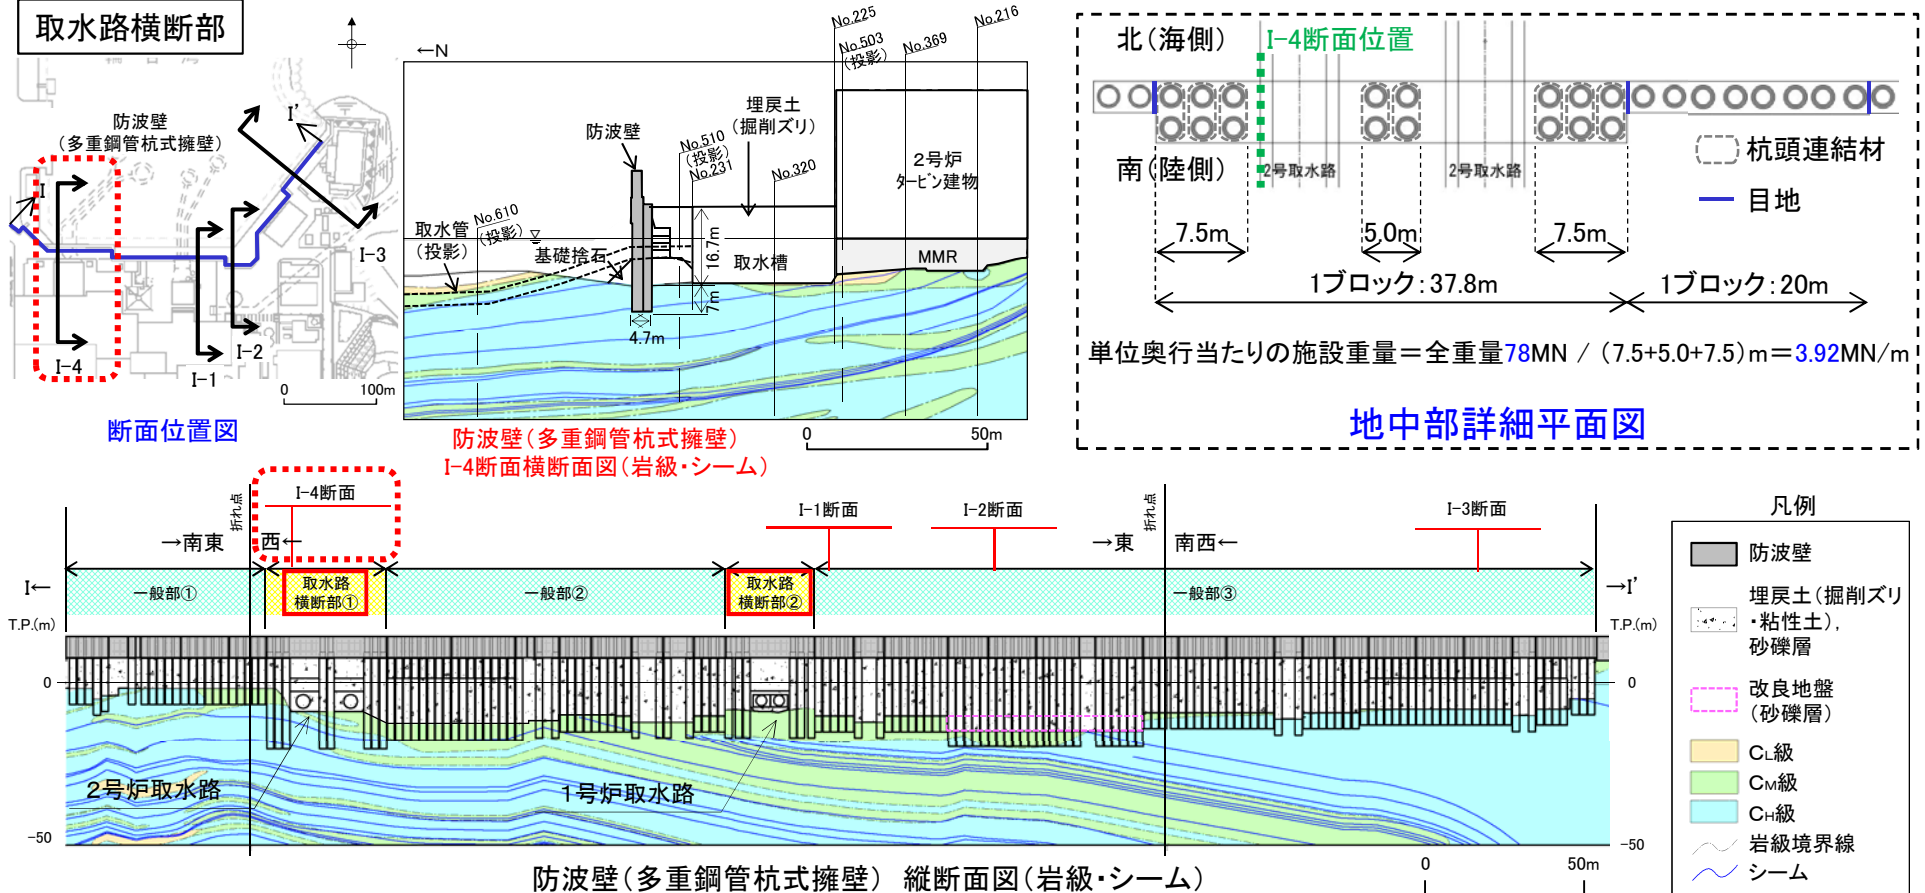 取水路横断部
防波壁
(多重鋼管杭式擁壁)
I
I'
I-4
I-1
I-2
I-3
0 100m
断面位置図
←N
No.225
No.503
(投影)
No.369
No.216
埋戻土
(掘削ズリ)
防波壁
No.510
(投影)
No.231
No.320
2号炉
タービン建物
取水管
(投影)
No.610
(投影)
▽
基礎捨石
16.7m
取水槽
MMR
7m
4.7m
防波壁(多重鋼管杭式擁壁)
I-4断面横断面図(岩級・シーム)
0 50m
北(海側)
I-4断面位置
南(陸側)
2号取水路
2号取水路
杭頭連結材
目地
7.5m
5.0m
7.5m
1ブロック:37.8m
1ブロック:20m
単位奥行当たりの施設重量=全重量78MN / (7.5+5.0+7.5)m=3.92MN/m
地中部詳細平面図
I-4断面
I-1断面
I-2断面
I-3断面
折れ点
折れ点
→南東
西←
→東
南西←
I←
→I'
一般部①
取水路
横断部①
一般部②
取水路
横断部②
一般部③
T.P.(m)
T.P.(m)
0
0
2号炉取水路
1号炉取水路
-50
-50
防波壁(多重鋼管杭式擁壁) 縦断面図(岩級・シーム)
0 50m
凡例
防波壁
埋戻土(掘削ズリ
・粘性土),
砂礫層
改良地盤
(砂礫層)
CL級
CM級
CH級
岩級境界線
シーム